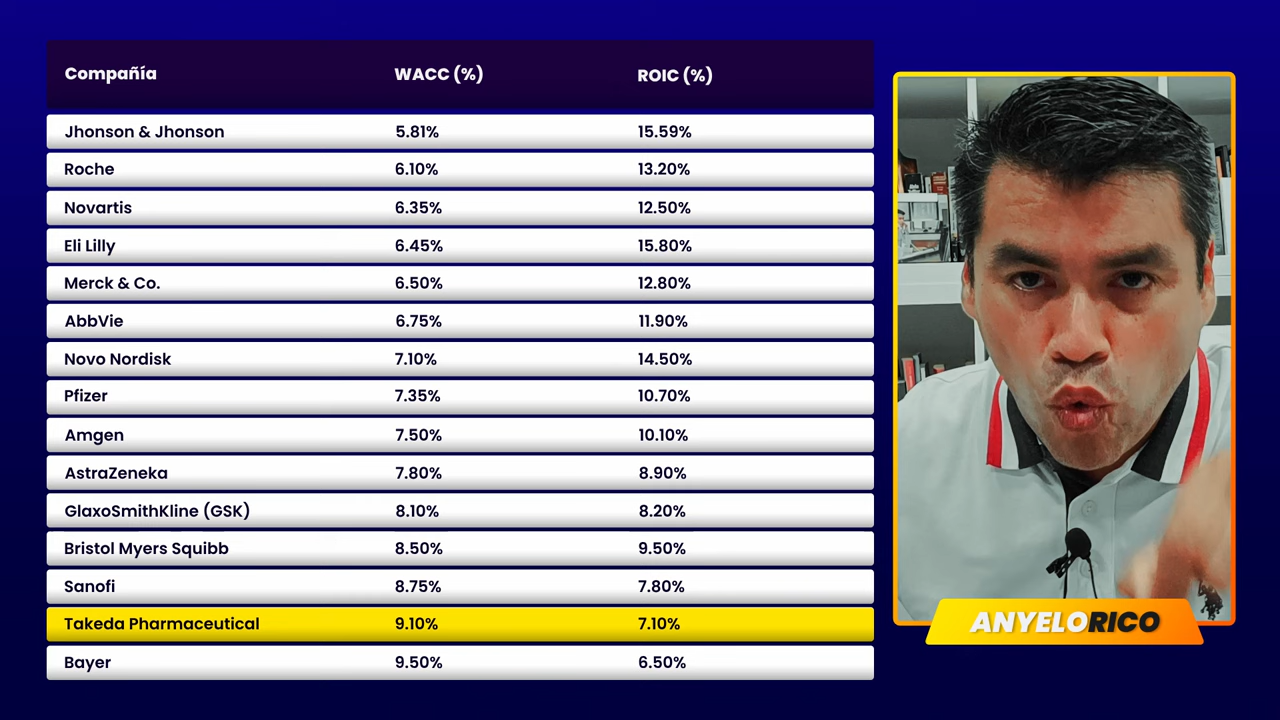 Compañía WACC (%) ROIC (%)
Jhonson & Jhonson 5.81% 15.59%
Roche 6.10% 13.20%
Novartis 6.35% 12.50%
Eli Lilly 6.45% 15.80%
Merck & Co. 6.50% 12.80%
AbbVie 6.75% 11.90%
Novo Nordisk 7.10% 14.50%
Pfizer 7.35% 10.70%
Amgen 7.50% 10.10%
AstraZeneka 7.80% 8.90%
GlaxoSmithKline (GSK) 8.10% 8.20%
Bristol Myers Squibb 8.50% 9.50%
Sanofi 8.75% 7.80%
Takeda Pharmaceutical 9.10% 7.10%
Bayer 9.50% 6.50%
ANYELORICO